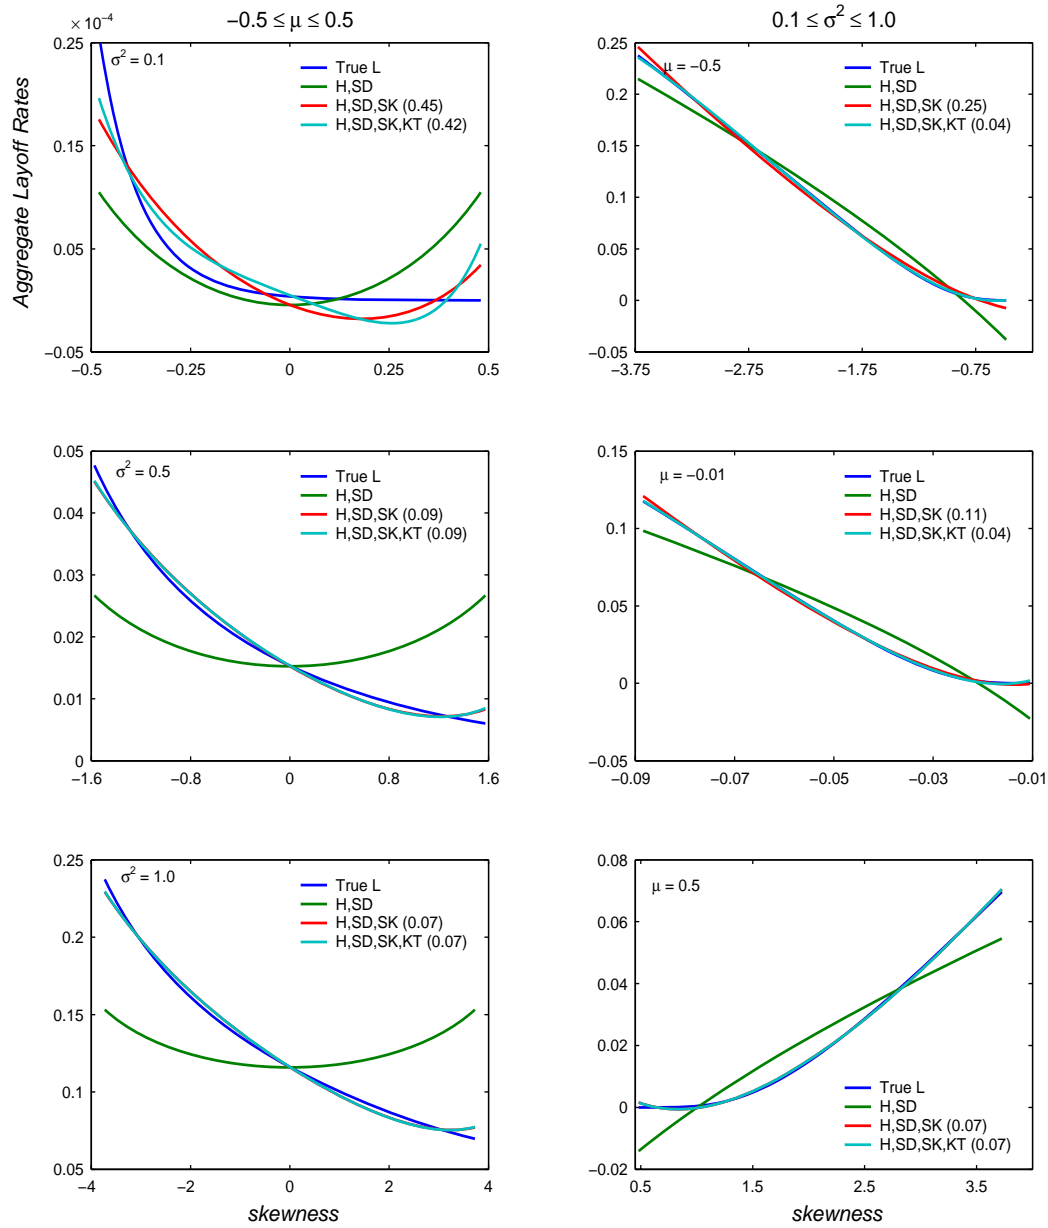 −0.5 ≤ μ ≤ 0.5
0.1 ≤ σ² ≤ 1.0
× 10⁻⁴
Aggregate Layoff Rates
σ² = 0.1
True L
H,SD
H,SD,SK (0.45)
H,SD,SK,KT (0.42)
0.25
0.15
0.05
−0.05
−0.5 −0.25 0 0.25 0.5
μ = −0.5
True L
H,SD
H,SD,SK (0.25)
H,SD,SK,KT (0.04)
0.25
0.2
0.15
0.1
0.05
0
−0.05
−3.75 −2.75 −1.75 −0.75
σ² = 0.5
True L
H,SD
H,SD,SK (0.09)
H,SD,SK,KT (0.09)
0.05
0.04
0.03
0.02
0.01
0
−1.6 −0.8 0 0.8 1.6
μ = −0.01
True L
H,SD
H,SD,SK (0.11)
H,SD,SK,KT (0.04)
0.15
0.1
0.05
0
−0.05
−0.09 −0.07 −0.05 −0.03 −0.01
σ² = 1.0
True L
H,SD
H,SD,SK (0.07)
H,SD,SK,KT (0.07)
0.25
0.2
0.15
0.1
0.05
−4 −2 0 2 4
skewness
μ = 0.5
True L
H,SD
H,SD,SK (0.07)
H,SD,SK,KT (0.07)
0.08
0.06
0.04
0.02
0
−0.02
0.5 1.5 2.5 3.5
skewness